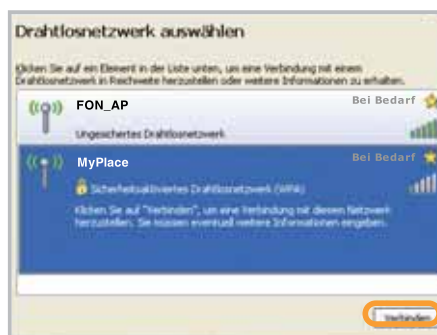 Drahtlosnetzwerk auswählen
Klicken Sie auf ein Element in der Liste unten, um eine Verbindung mit einem
Drahtlosnetzwerk in Reichweite herzustellen oder weitere Informationen zu erhalten.
FON_AP Bei Bedarf
Ungesichertes Drahtlosnetzwerk
MyPlace Bei Bedarf
Sicherheitsaktiviertes Drahtlosnetzwerk (WPA)
Klicken Sie auf "Verbinden", um eine Verbindung mit diesem Netzwerk
herzustellen. Sie müssen eventuell weitere Informationen eingeben.
Verbinden